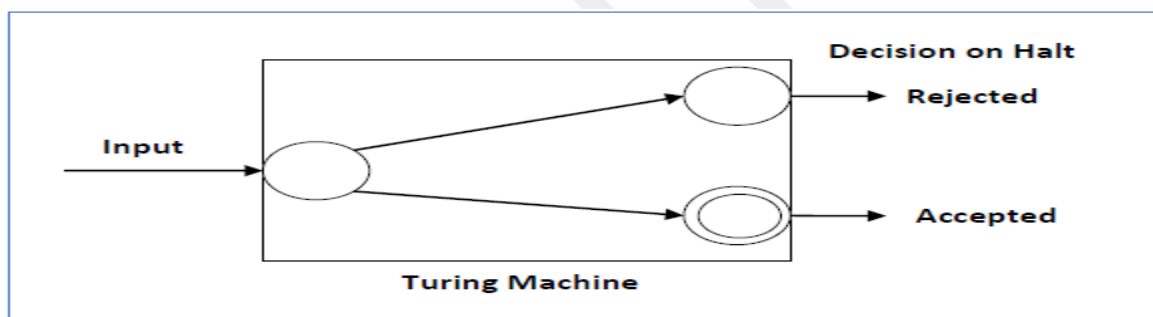 Decision on Halt
Rejected
Input
Accepted
Turing Machine